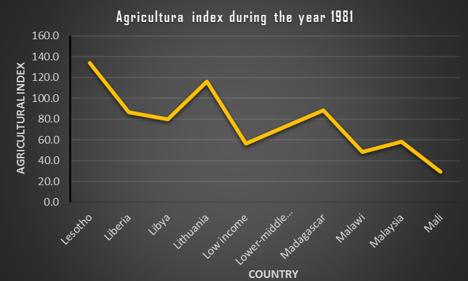 Agricultura index during the year 1981
AGRICULTURAL INDEX
160.0
140.0
120.0
100.0
80.0
60.0
40.0
20.0
0.0
Lesotho
Liberia
Libya
Lithuania
Low income
Lower-middle...
Madagascar
Malawi
Malaysia
Mali
COUNTRY